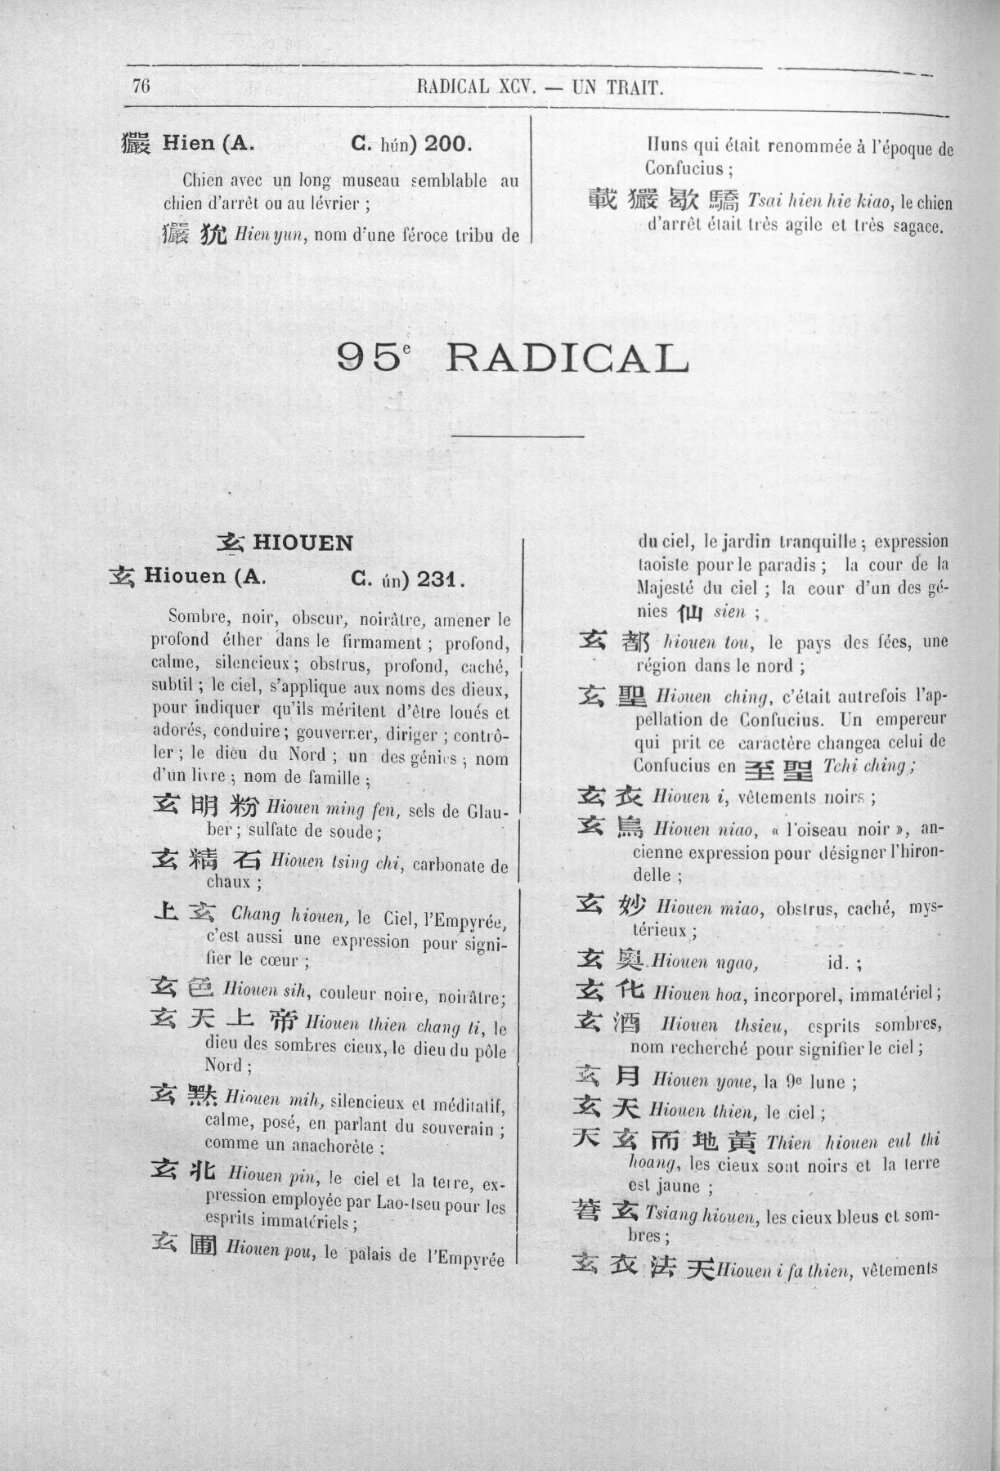 76
RADICAL XCV. — UN TRAIT.
玁 Hien (A. C. hún) 200.
Chien avec un long museau semblable au
chien d'arrêt ou au lévrier ;
玁 狁 Hien yun, nom d'une féroce tribu de
Huns qui était renommée à l'époque de
Confucius ;
載 玁 歇 驕 Tsai hien hie kiao, le chien
d'arrêt était très agile et très sagace.
95e RADICAL
玄 HIOUEN
玄 Hiouen (A. C. ún) 231.
Sombre, noir, obscur, noirâtre, amener le
profond éther dans le firmament ; profond,
calme, silencieux ; obstrus, profond, caché,
subtil ; le ciel, s'applique aux noms des dieux,
pour indiquer qu'ils méritent d'être loués et
adorés, conduire ; gouverner, diriger ; contrô-
ler ; le dieu du Nord ; un des génies ; nom
d'un livre ; nom de famille ;
玄 明 粉 Hiouen ming fen, sels de Glau-
ber ; sulfate de soude ;
玄 精 石 Hiouen tsing chi, carbonate de
chaux ;
上 玄 Chang hiouen, le Ciel, l'Empyrée,
c'est aussi une expression pour signi-
fier le cœur ;
玄 色 Hiouen sih, couleur noire, noirâtre;
玄 天 上 帝 Hiouen thien chang ti, le
dieu des sombres cieux, le dieu du pôle
Nord ;
玄 默 Hiouen mih, silencieux et méditatif,
calme, posé, en parlant du souverain ;
comme un anachorète ;
玄 北 Hiouen pin, le ciel et la terre, ex-
pression employée par Lao-tseu pour les
esprits immatériels ;
玄 圃 Hiouen pou, le palais de l'Empyrée
du ciel, le jardin tranquille ; expression
taoiste pour le paradis ; la cour de la
Majesté du ciel ; la cour d'un des gé-
nies 仙 sien ;
玄 都 hiouen tou, le pays des fées, une
région dans le nord ;
玄 聖 Hiouen ching, c'était autrefois l'ap-
pellation de Confucius. Un empereur
qui prit ce caractère changea celui de
Confucius en 至 聖 Tchi ching ;
玄 衣 Hiouen i, vêtements noirs ;
玄 鳥 Hiouen niao, « l'oiseau noir », an-
cienne expression pour désigner l'hiron-
delle ;
玄 妙 Hiouen miao, obstrus, caché, mys-
térieux ;
玄 奧 Hiouen ngao, id. ;
玄 化 Hiouen hoa, incorporel, immatériel ;
玄 酒 Hiouen thsieu, esprits sombres,
nom recherché pour signifier le ciel ;
玄 月 Hiouen youe, la 9e lune ;
玄 天 Hiouen thien, le ciel ;
天 玄 而 地 黃 Thien hiouen eul thi
hoang, les cieux sont noirs et la terre
est jaune ;
玄 Tsiang hiouen, les cieux bleus et som-
bres ;
玄 衣 法 天 Hiouen i fa thien, vêtements